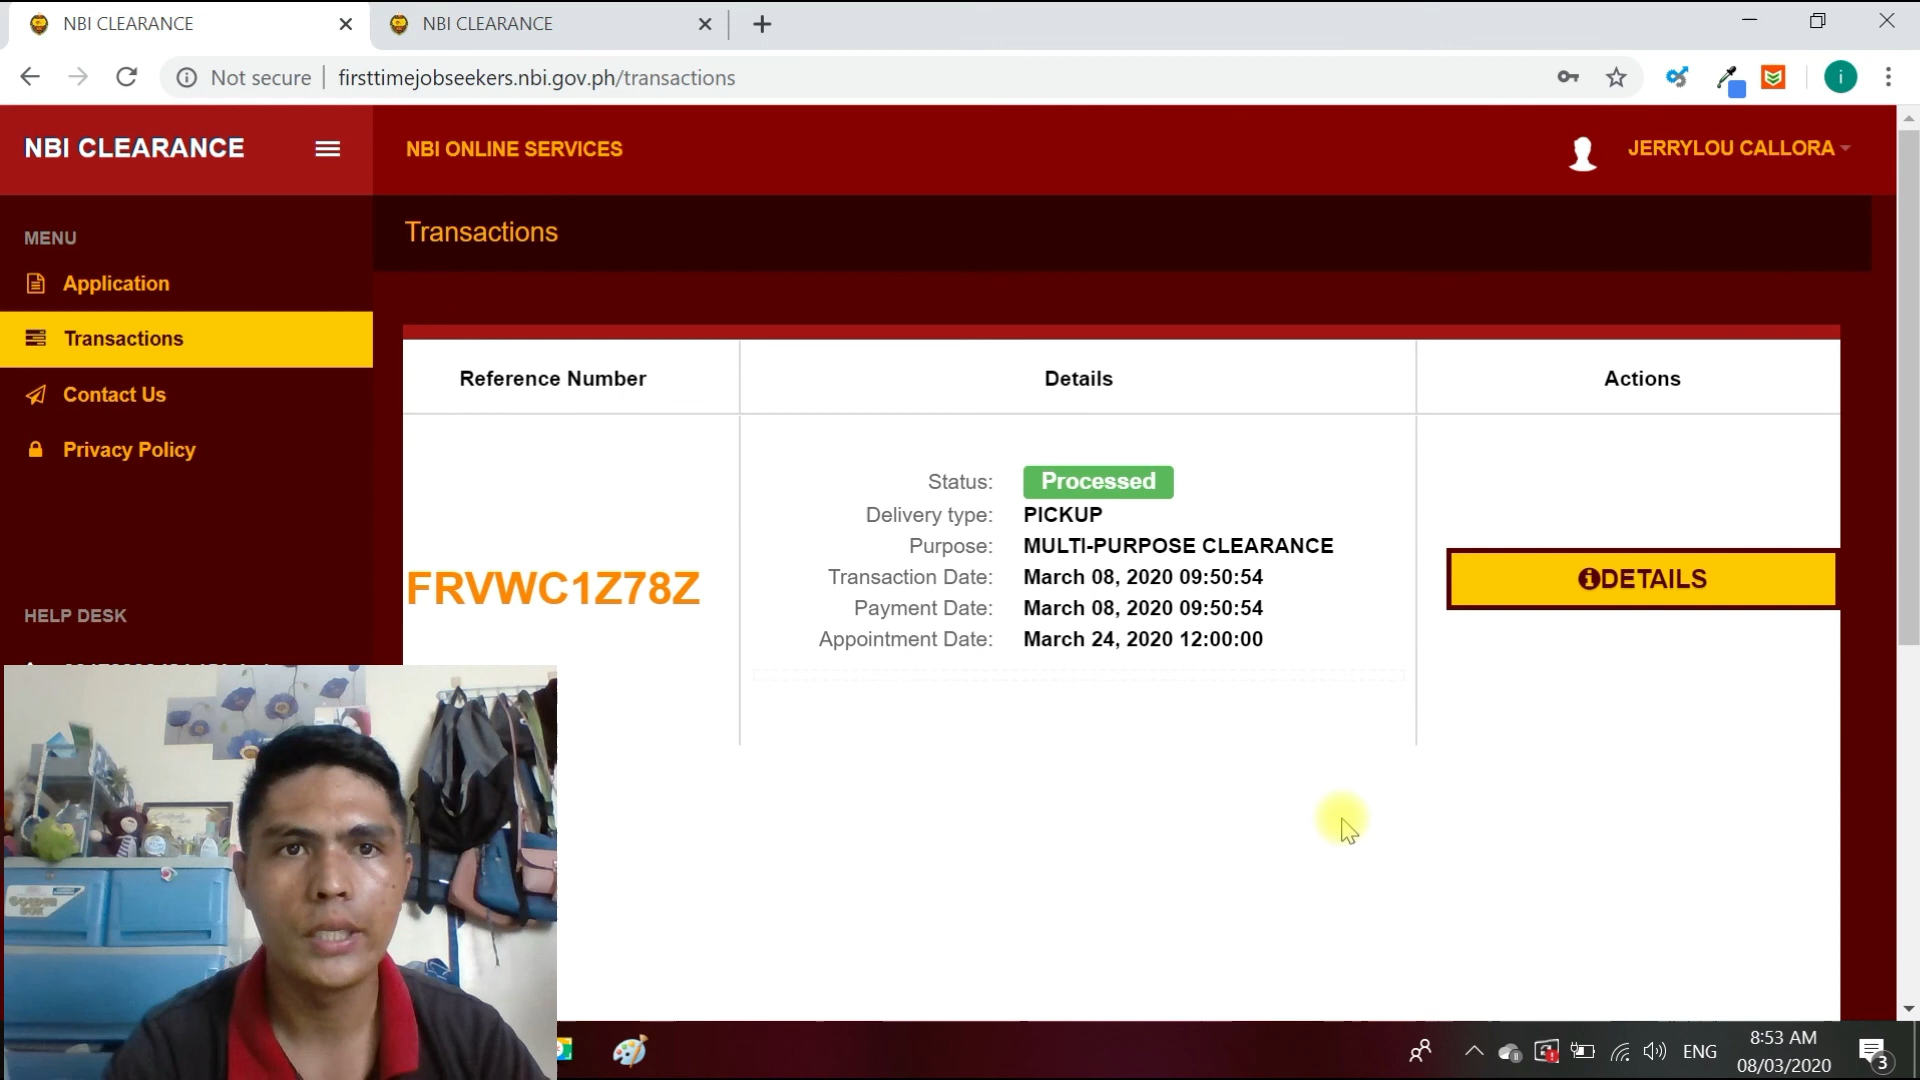 NBI CLEARANCE
NBI CLEARANCE
Not secure
firsttimejobseekers.nbi.gov.ph/transactions
i
NBI CLEARANCE
NBI ONLINE SERVICES
JERRYLOU CALLORA
MENU
Transactions
Application
Transactions
Contact Us
Privacy Policy
HELP DESK
Reference Number
Details
Actions
FRVWC1Z78Z
Status: Processed
Delivery type: PICKUP
Purpose: MULTI-PURPOSE CLEARANCE
Transaction Date: March 08, 2020 09:50:54
Payment Date: March 08, 2020 09:50:54
Appointment Date: March 24, 2020 12:00:00
DETAILS
ENG
8:53 AM
08/03/2020
3